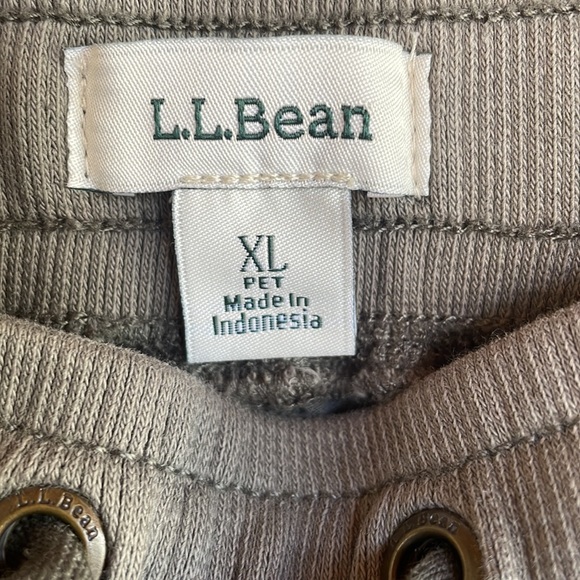 L.L.Bean
XL
PET
Made In
Indonesia
L. L. Bean